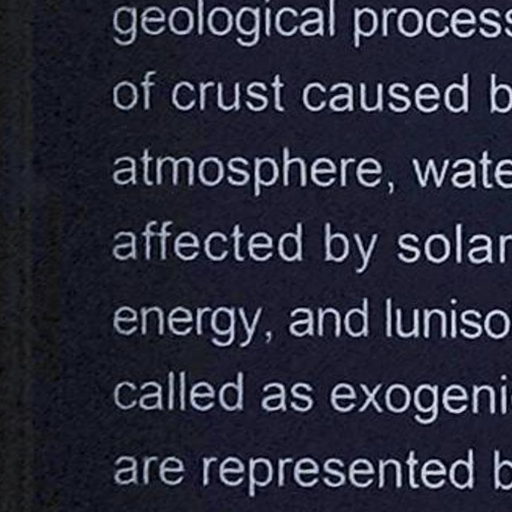 geological process
of crust caused b
atmosphere, wate
affected by solar
energy, and luniso
called as exogeni
are represented b